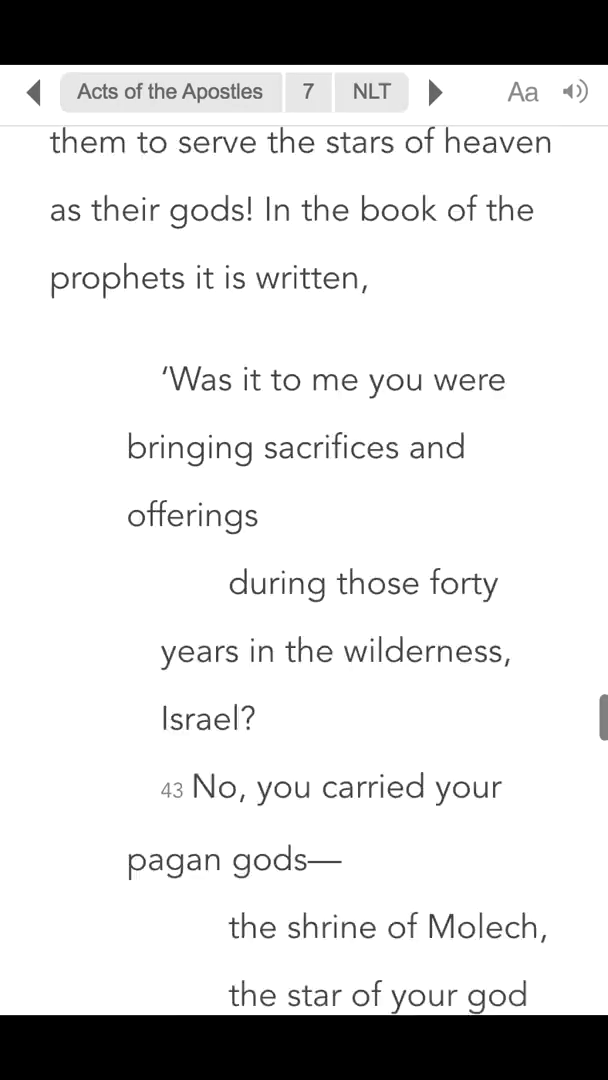 Acts of the Apostles 7 NLT Aa
them to serve the stars of heaven
as their gods! In the book of the
prophets it is written,
‘Was it to me you were
bringing sacrifices and
offerings
during those forty
years in the wilderness,
Israel?
43 No, you carried your
pagan gods—
the shrine of Molech,
the star of your god